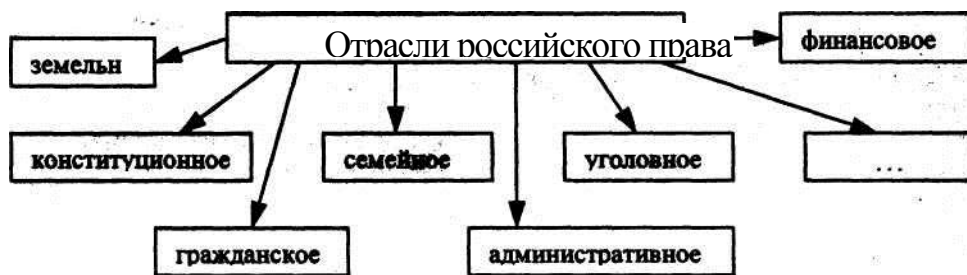 Отрасли российского права
финансовое
земельн
конституционное
семейное
уголовное
...
гражданское
административное